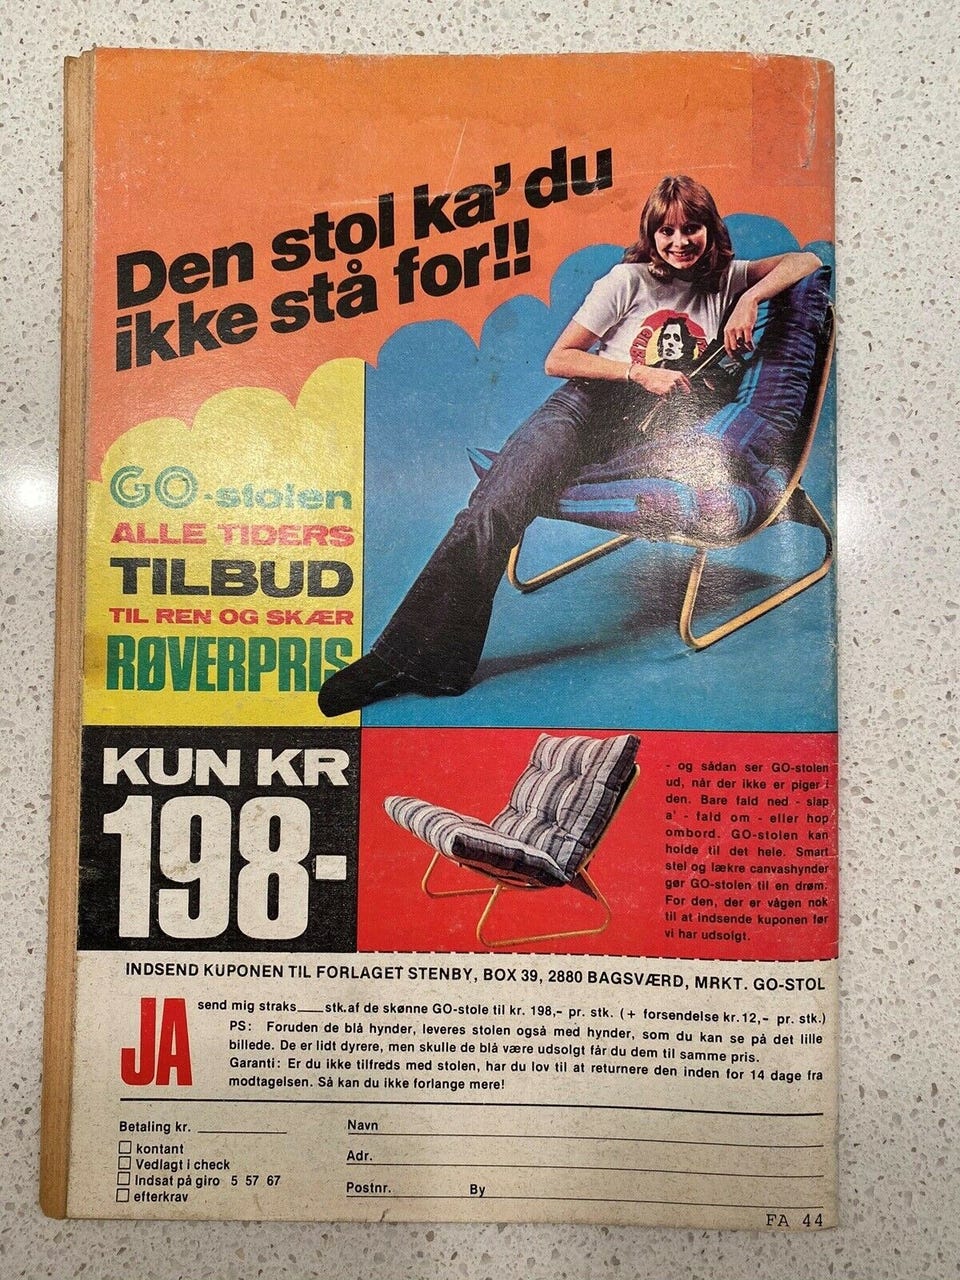 Den stol ka' du
ikke stå for!!
GO-stolen
ALLE TIDERS
TILBUD
TIL REN OG SKÆR
RØVERPRIS
KUN KR
198-
- og sådan ser GO-stolen
ud, når der ikke er piger i
den. Bare fald ned - slap
a' - fald om - eller hop
ombord. GO-stolen kan
holde til det hele. Smart
stel og lækre canvashynder
gør GO-stolen til en drøm.
For den, der er vågen nok
til at indsende kuponen før
vi har udsolgt.
INDSEND KUPONEN TIL FORLAGET STENBY, BOX 39, 2880 BAGSVÆRD, MRKT. GO-STOL
JA
send mig straks____stk.af de skønne GO-stole til kr. 198,- pr. stk. (+ forsendelse kr.12,- pr. stk.)
PS: Foruden de blå hynder, leveres stolen også med hynder, som du kan se på det lille
billede. De er lidt dyrere, men skulle de blå være udsolgt får du dem til samme pris.
Garanti: Er du ikke tilfreds med stolen, har du lov til at returnere den inden for 14 dage fra
modtagelsen. Så kan du ikke forlange mere!
Betaling kr.
kontant
Vedlagt i check
Indsat på giro 5 57 67
efterkrav
Navn
Adr.
Postnr. By
FA 44